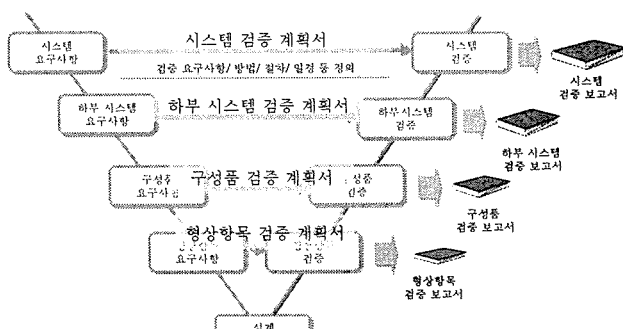 시스템 검증 계획서
시스템
요구사항
시스템
검증
검증 요구사항/ 방법/ 절차/ 일정 등 정의
시스템
검증 보고서
하부 시스템 검증 계획서
하부 시스템
요구사항
하부시스템
검증
하부 시스템
검증 보고서
구성품 검증 계획서
구성품
요구사항
구성품
검증
구성품
검증 보고서
형상항목 검증 계획서
요구사항
검증
형상항목
검증 보고서
설계